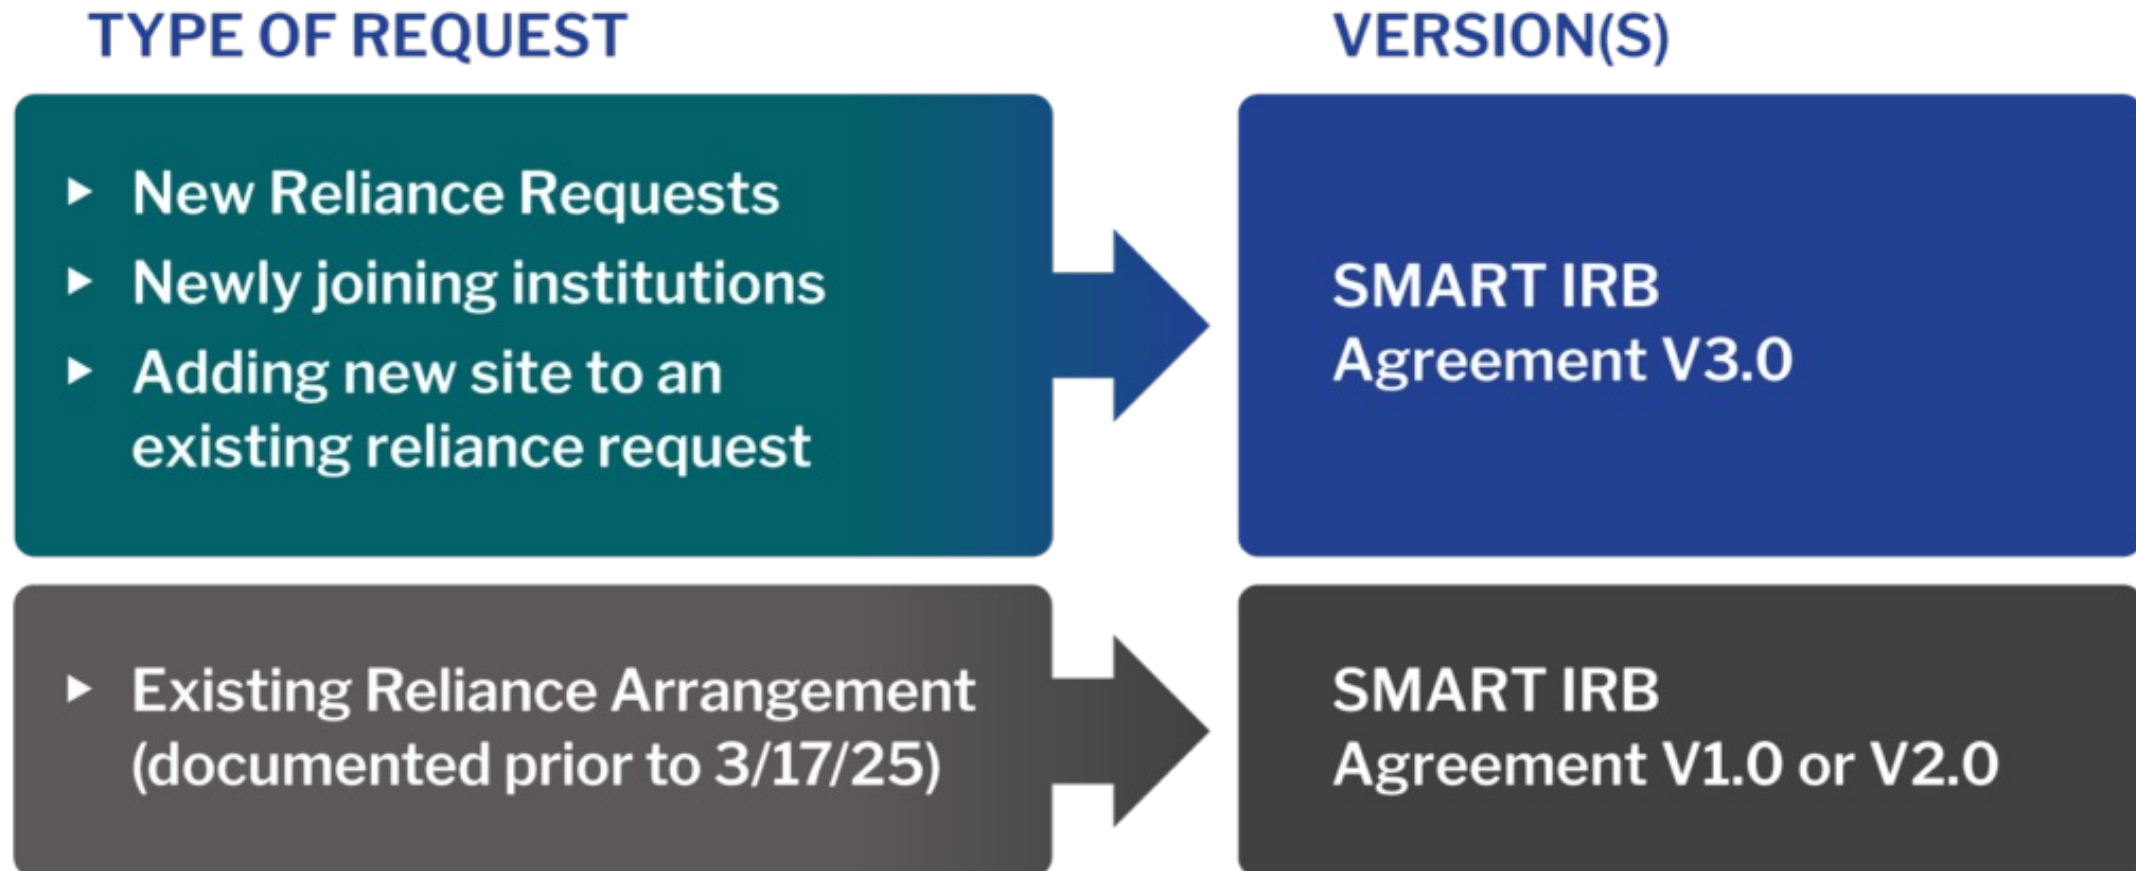 TYPE OF REQUEST
VERSION(S)
New Reliance Requests
Newly joining institutions
Adding new site to an
existing reliance request
SMART IRB
Agreement V3.0
Existing Reliance Arrangement
(documented prior to 3/17/25)
SMART IRB
Agreement V1.0 or V2.0